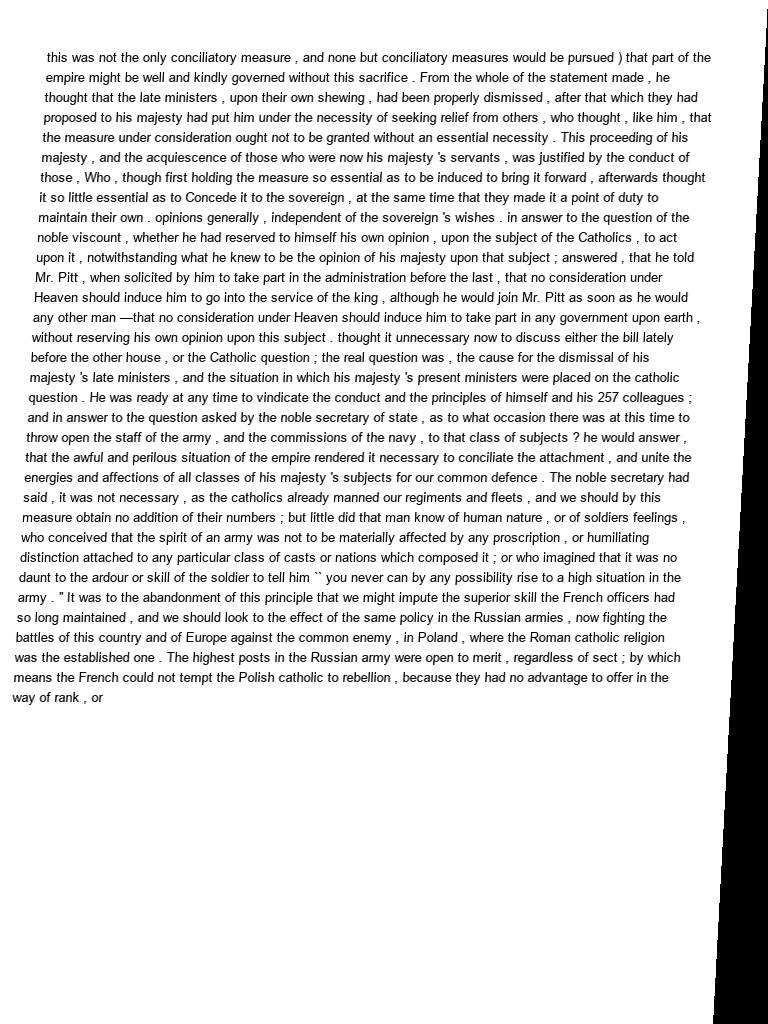 this was not the only conciliatory measure , and none but conciliatory measures would be pursued ) that part of the
empire might be well and kindly governed without this sacrifice . From the whole of the statement made , he
thought that the late ministers , upon their own shewing , had been properly dismissed , after that which they had
proposed to his majesty had put him under the necessity of seeking relief from others , who thought , like him , that
the measure under consideration ought not to be granted without an essential necessity . This proceeding of his
majesty , and the acquiescence of those who were now his majesty 's servants , was justified by the conduct of
those , Who , though first holding the measure so essential as to be induced to bring it forward , afterwards thought
it so little essential as to Concede it to the sovereign , at the same time that they made it a point of duty to
maintain their own . opinions generally , independent of the sovereign 's wishes . in answer to the question of the
noble viscount , whether he had reserved to himself his own opinion , upon the subject of the Catholics , to act
upon it , notwithstanding what he knew to be the opinion of his majesty upon that subject ; answered , that he told
Mr. Pitt , when solicited by him to take part in the administration before the last , that no consideration under
Heaven should induce him to go into the service of the king , although he would join Mr. Pitt as soon as he would
any other man —that no consideration under Heaven should induce him to take part in any government upon earth ,
without reserving his own opinion upon this subject . thought it unnecessary now to discuss either the bill lately
before the other house , or the Catholic question ; the real question was , the cause for the dismissal of his
majesty 's late ministers , and the situation in which his majesty 's present ministers were placed on the catholic
question . He was ready at any time to vindicate the conduct and the principles of himself and his 257 colleagues ;
and in answer to the question asked by the noble secretary of state , as to what occasion there was at this time to
throw open the staff of the army , and the commissions of the navy , to that class of subjects ? he would answer ,
that the awful and perilous situation of the empire rendered it necessary to conciliate the attachment , and unite the
energies and affections of all classes of his majesty 's subjects for our common defence . The noble secretary had
said , it was not necessary , as the catholics already manned our regiments and fleets , and we should by this
measure obtain no addition of their numbers ; but little did that man know of human nature , or of soldiers feelings ,
who conceived that the spirit of an army was not to be materially affected by any proscription , or humiliating
distinction attached to any particular class of casts or nations which composed it ; or who imagined that it was no
daunt to the ardour or skill of the soldier to tell him `` you never can by any possibility rise to a high situation in the
army . " It was to the abandonment of this principle that we might impute the superior skill the French officers had
so long maintained , and we should look to the effect of the same policy in the Russian armies , now fighting the
battles of this country and of Europe against the common enemy , in Poland , where the Roman catholic religion
was the established one . The highest posts in the Russian army were open to merit , regardless of sect ; by which
means the French could not tempt the Polish catholic to rebellion , because they had no advantage to offer in the
way of rank , or